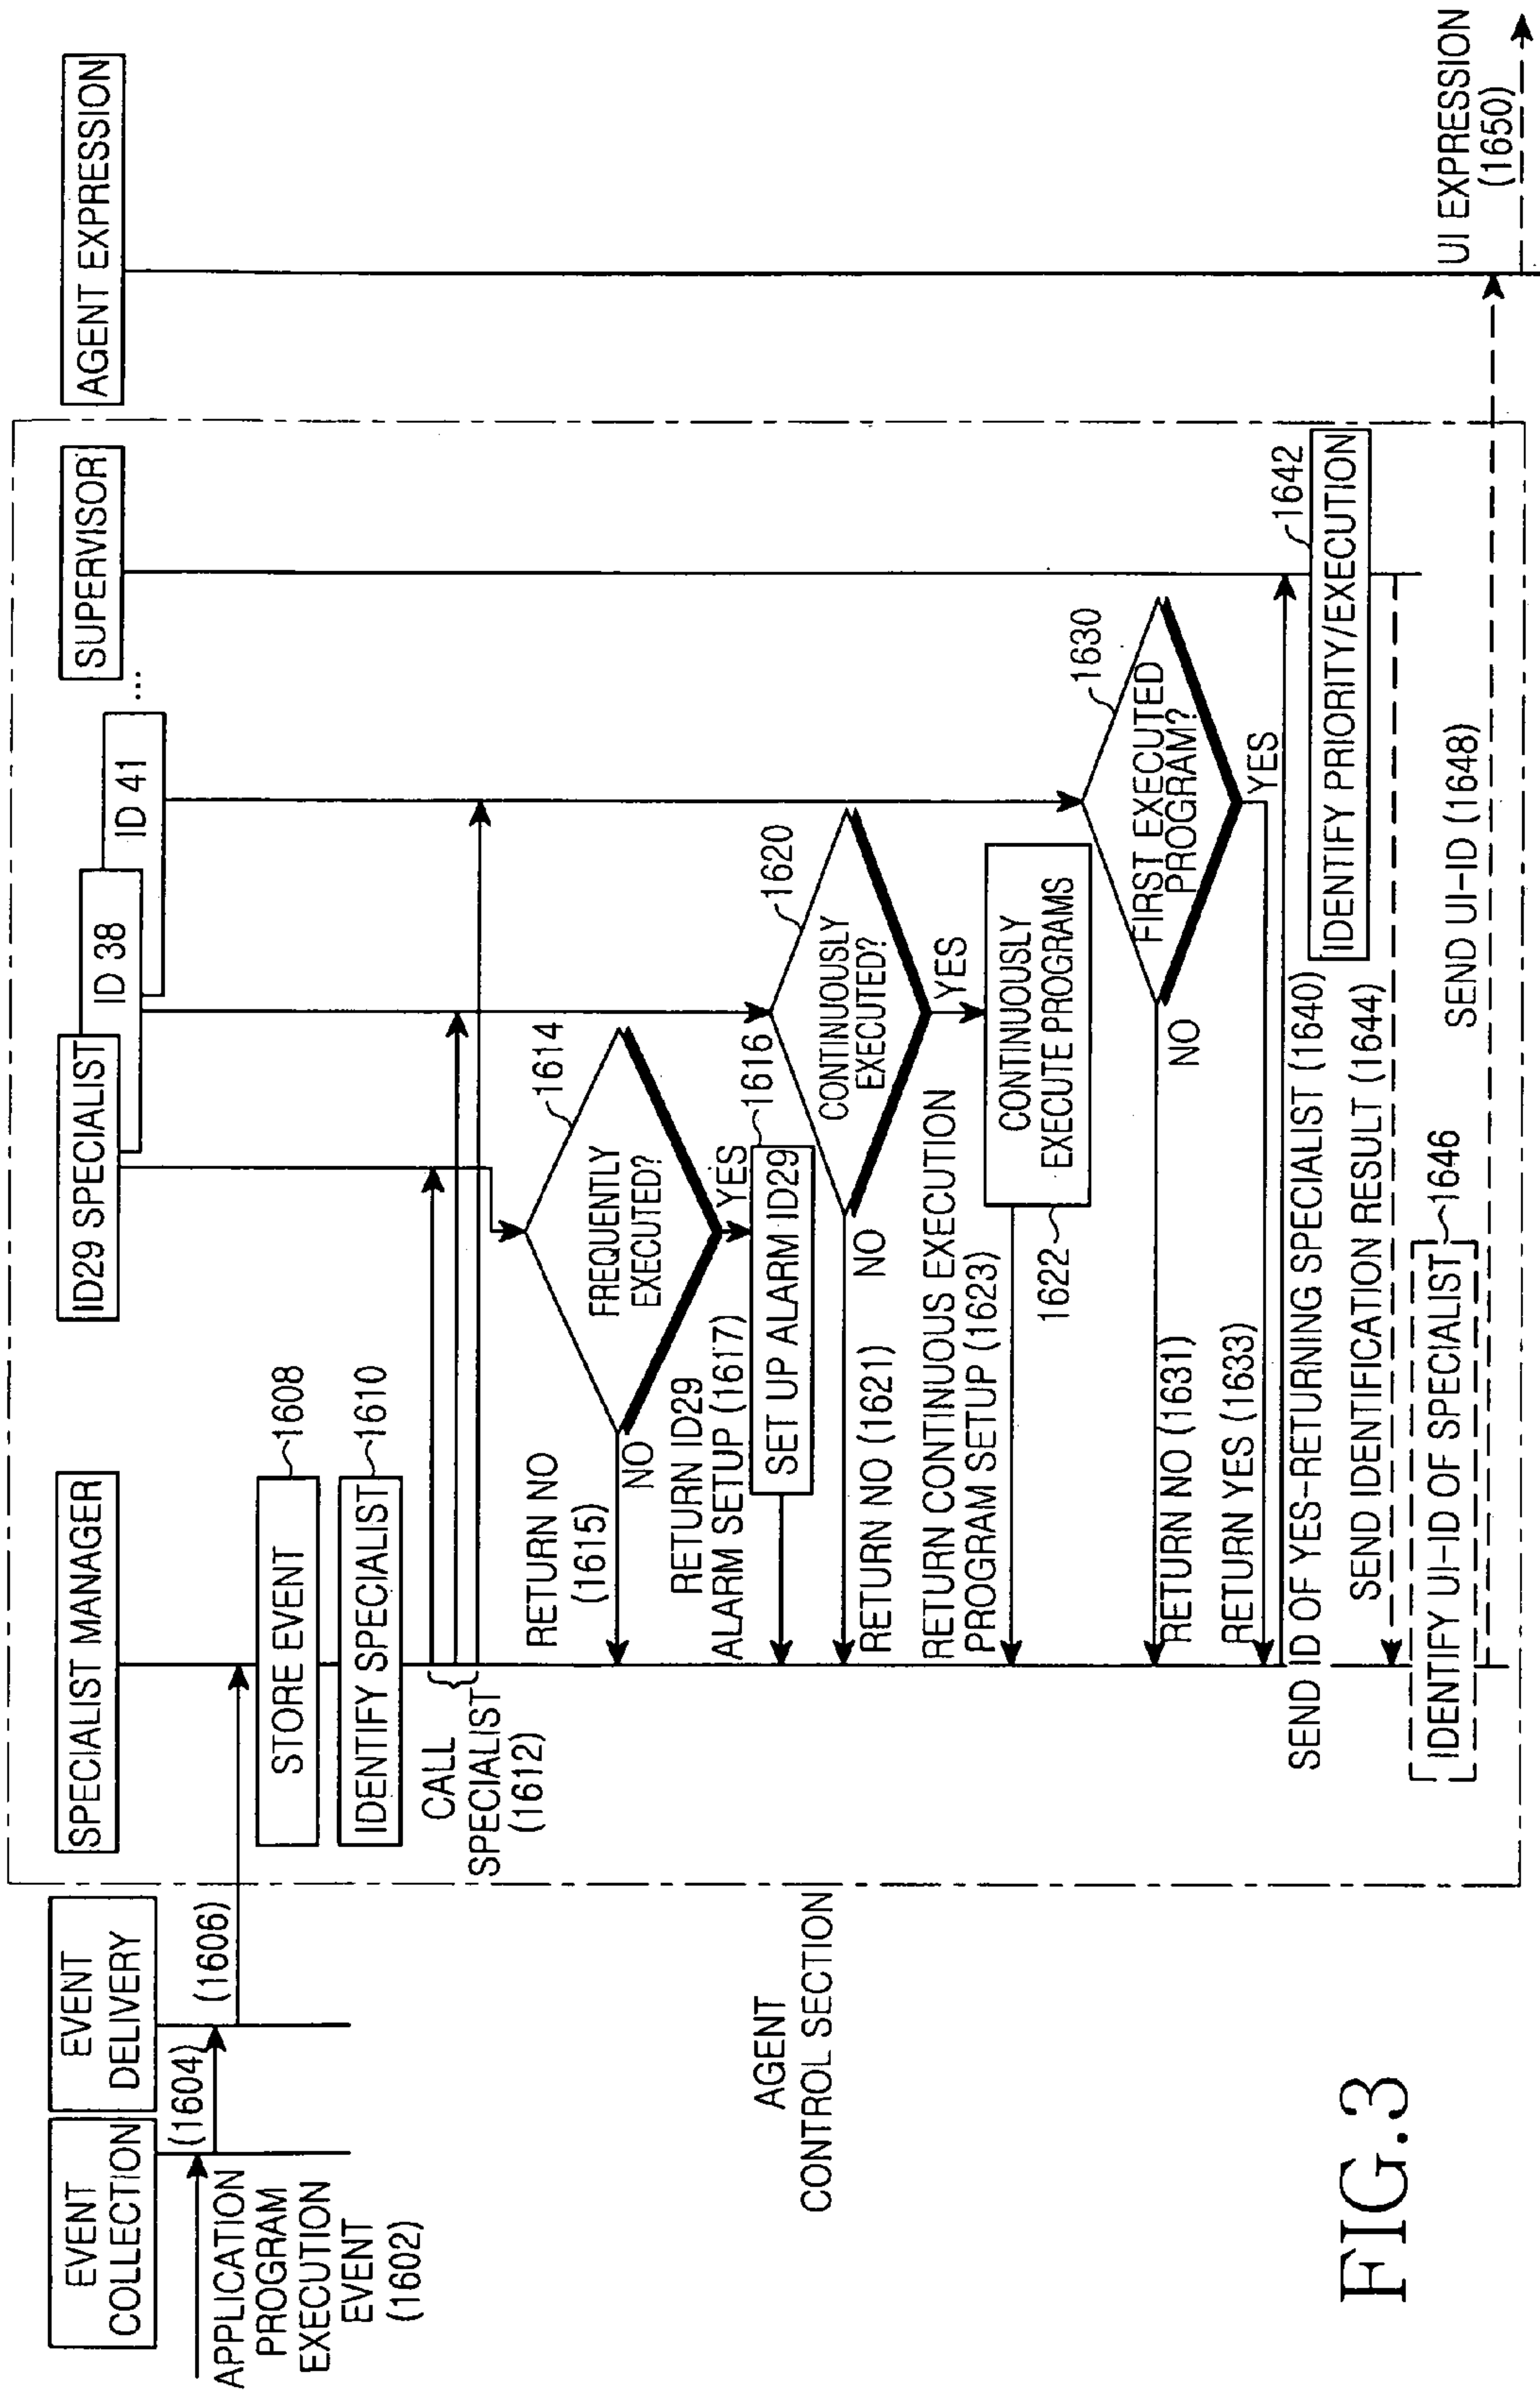 EVENT
COLLECTION
EVENT
DELIVERY
SPECIALIST MANAGER
ID29 SPECIALIST
ID 38
ID 41
...
SUPERVISOR
AGENT EXPRESSION
APPLICATION
PROGRAM
EXECUTION
EVENT
(1602)
(1604)
(1606)
STORE EVENT
1608
IDENTIFY SPECIALIST
1610
CALL
SPECIALIST
(1612)
FREQUENTLY
EXECUTED?
1614
RETURN NO
(1615)
NO
YES
RETURN ID29
ALARM SETUP (1617)
SET UP ALARM ID29
1616
CONTINUOUSLY
EXECUTED?
1620
RETURN NO (1621)
NO
YES
RETURN CONTINUOUS EXECUTION
PROGRAM SETUP (1623)
CONTINUOUSLY
EXECUTE PROGRAMS
1622
FIRST EXECUTED
PROGRAM?
1630
RETURN NO (1631)
NO
YES
RETURN YES (1633)
SEND ID OF YES-RETURNING SPECIALIST (1640)
IDENTIFY PRIORITY/EXECUTION
1642
SEND IDENTIFICATION RESULT (1644)
IDENTIFY UI-ID OF SPECIALIST
1646
SEND UI-ID (1648)
UI EXPRESSION
(1650)
AGENT
CONTROL SECTION
FIG.3